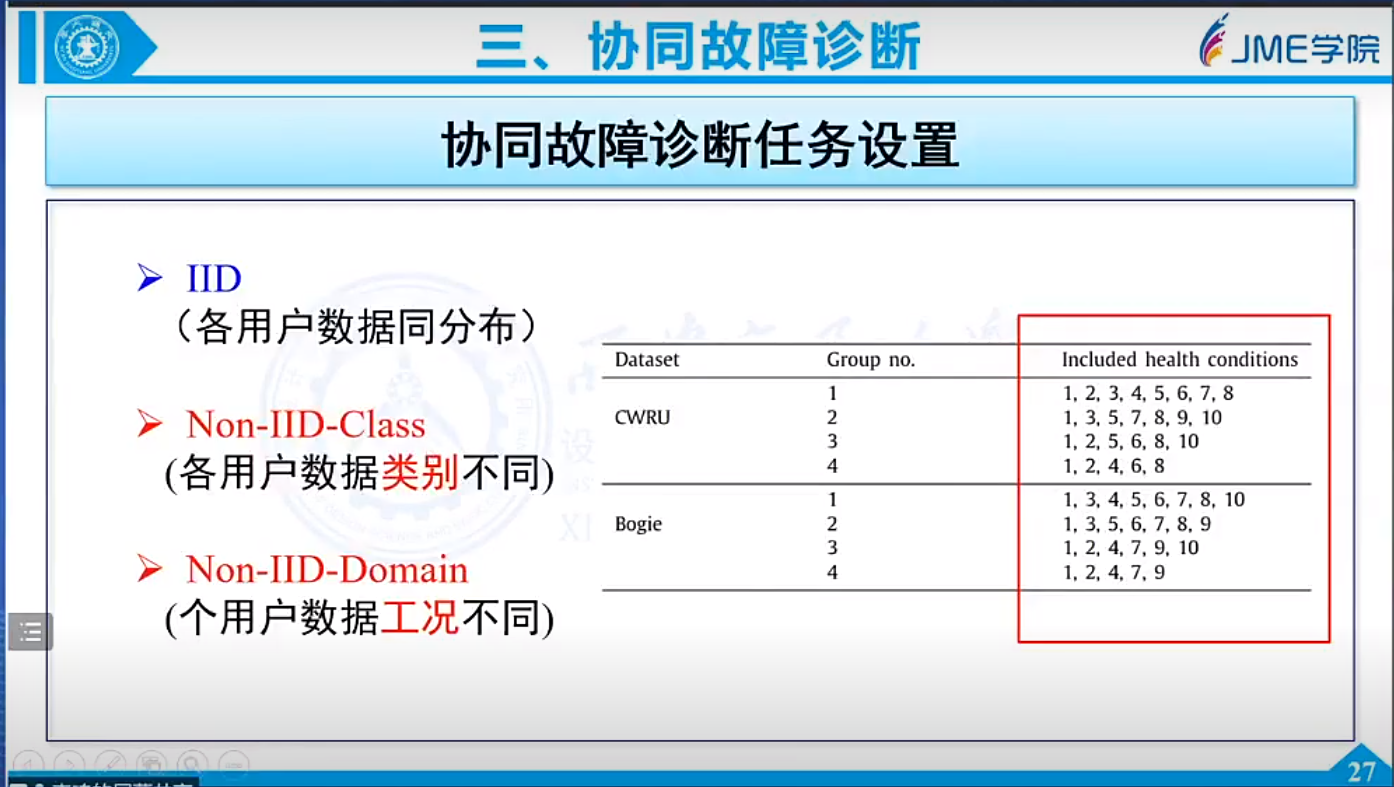 三、协同故障诊断
JME学院
协同故障诊断任务设置
➢ IID
（各用户数据同分布）
➢ Non-IID-Class
(各用户数据类别不同)
➢ Non-IID-Domain
(个用户数据工况不同)
Dataset Group no. Included health conditions
CWRU
1 1, 2, 3, 4, 5, 6, 7, 8
2 1, 3, 5, 7, 8, 9, 10
3 1, 2, 5, 6, 8, 10
4 1, 2, 4, 6, 8
Bogie
1 1, 3, 4, 5, 6, 7, 8, 10
2 1, 3, 5, 6, 7, 8, 9
3 1, 2, 4, 7, 9, 10
4 1, 2, 4, 7, 9
27